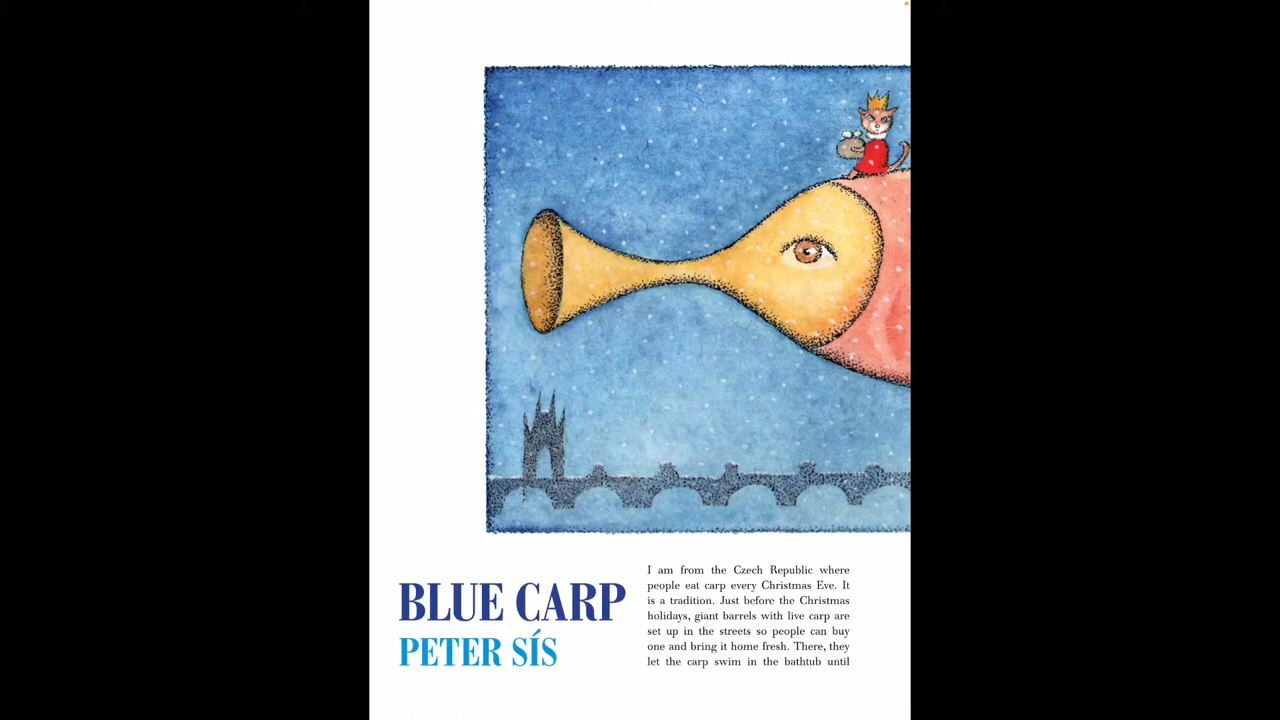 BLUE CARP
PETER SÍS
I am from the Czech Republic where
people eat carp every Christmas Eve. It
is a tradition. Just before the Christmas
holidays, giant barrels with live carp are
set up in the streets so people can buy
one and bring it home fresh. There, they
let the carp swim in the bathtub until